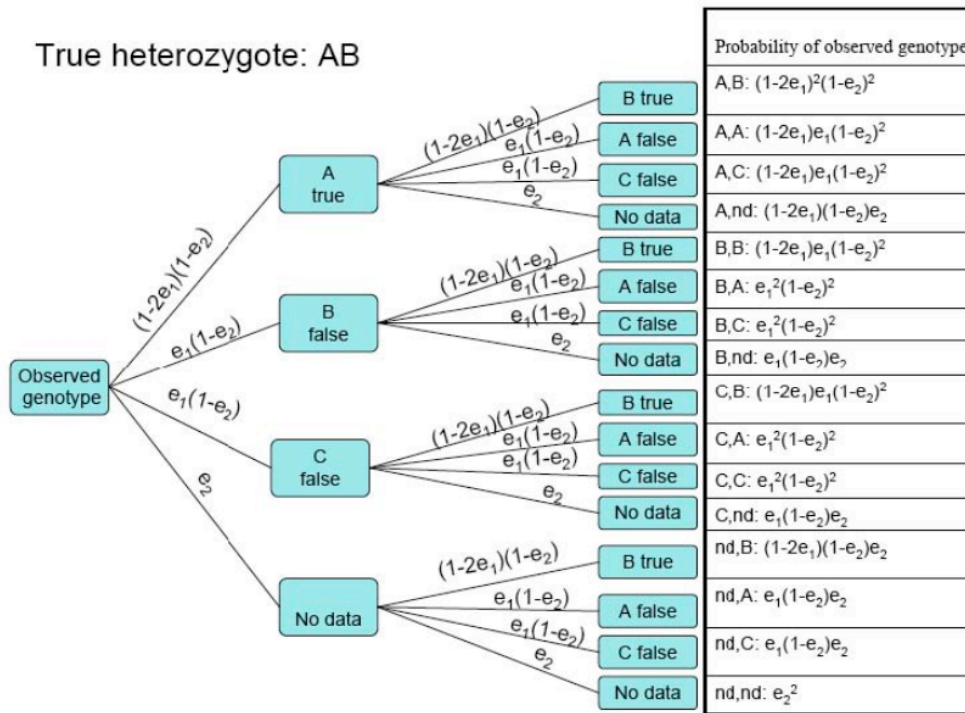 True heterozygote: AB
Probability of observed genotype
Observed
genotype
(1-2e₁)(1-e₂)
e₁(1-e₂)
e₁(1-e₂)
e₂
A
true
(1-2e₁)(1-e₂)
e₁(1-e₂)
e₁(1-e₂)
e₂
B true
A false
C false
No data
A,B: (1-2e₁)²(1-e₂)²
A,A: (1-2e₁)e₁(1-e₂)²
A,C: (1-2e₁)e₁(1-e₂)²
A,nd: (1-2e₁)(1-e₂)e₂
B
false
(1-2e₁)(1-e₂)
e₁(1-e₂)
e₁(1-e₂)
e₂
B true
A false
C false
No data
B,B: (1-2e₁)e₁(1-e₂)²
B,A: e₁²(1-e₂)²
B,C: e₁²(1-e₂)²
B,nd: e₁(1-e₂)e₂
C
false
(1-2e₁)(1-e₂)
e₁(1-e₂)
e₁(1-e₂)
e₂
B true
A false
C false
No data
C,B: (1-2e₁)e₁(1-e₂)²
C,A: e₁²(1-e₂)²
C,C: e₁²(1-e₂)²
C,nd: e₁(1-e₂)e₂
No data
(1-2e₁)(1-e₂)
e₁(1-e₂)
e₁(1-e₂)
e₂
B true
A false
C false
No data
nd,B: (1-2e₁)(1-e₂)e₂
nd,A: e₁(1-e₂)e₂
nd,C: e₁(1-e₂)e₂
nd,nd: e₂²